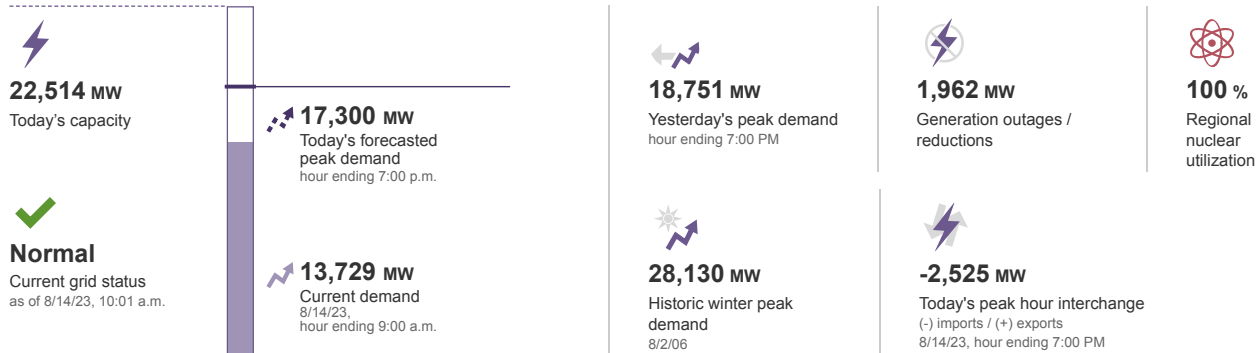 22,514 MW
Today's capacity
Normal
Current grid status
as of 8/14/23, 10:01 a.m.
17,300 MW
Today's forecasted
peak demand
hour ending 7:00 p.m.
13,729 MW
Current demand
8/14/23,
hour ending 9:00 a.m.
18,751 MW
Yesterday's peak demand
hour ending 7:00 PM
1,962 MW
Generation outages /
reductions
100 %
Regional
nuclear
utilization
28,130 MW
Historic winter peak
demand
8/2/06
-2,525 MW
Today's peak hour interchange
(-) imports / (+) exports
8/14/23, hour ending 7:00 PM